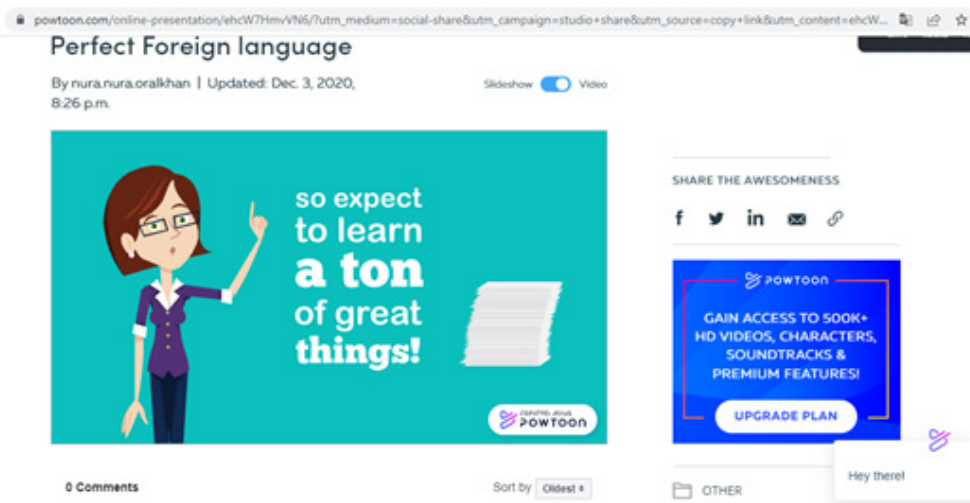 powtoon.com/online-presentation/ehcW7HmvVN6/?utm_medium=social-share&utm_campaign=studio+share&utm_source=copy+link&utm_content=ehcW...
Perfect Foreign language
By nura.nura.oralkhan | Updated: Dec. 3, 2020,
8:26 p.m.
Slideshow Video
so expect
to learn
a ton
of great
things!
POWTOON
0 Comments
Sort by Oldest
SHARE THE AWESOMENESS
POWTOON
GAIN ACCESS TO 500K+
HD VIDEOS, CHARACTERS,
SOUNDTRACKS &
PREMIUM FEATURES!
UPGRADE PLAN
OTHER
Hey there!